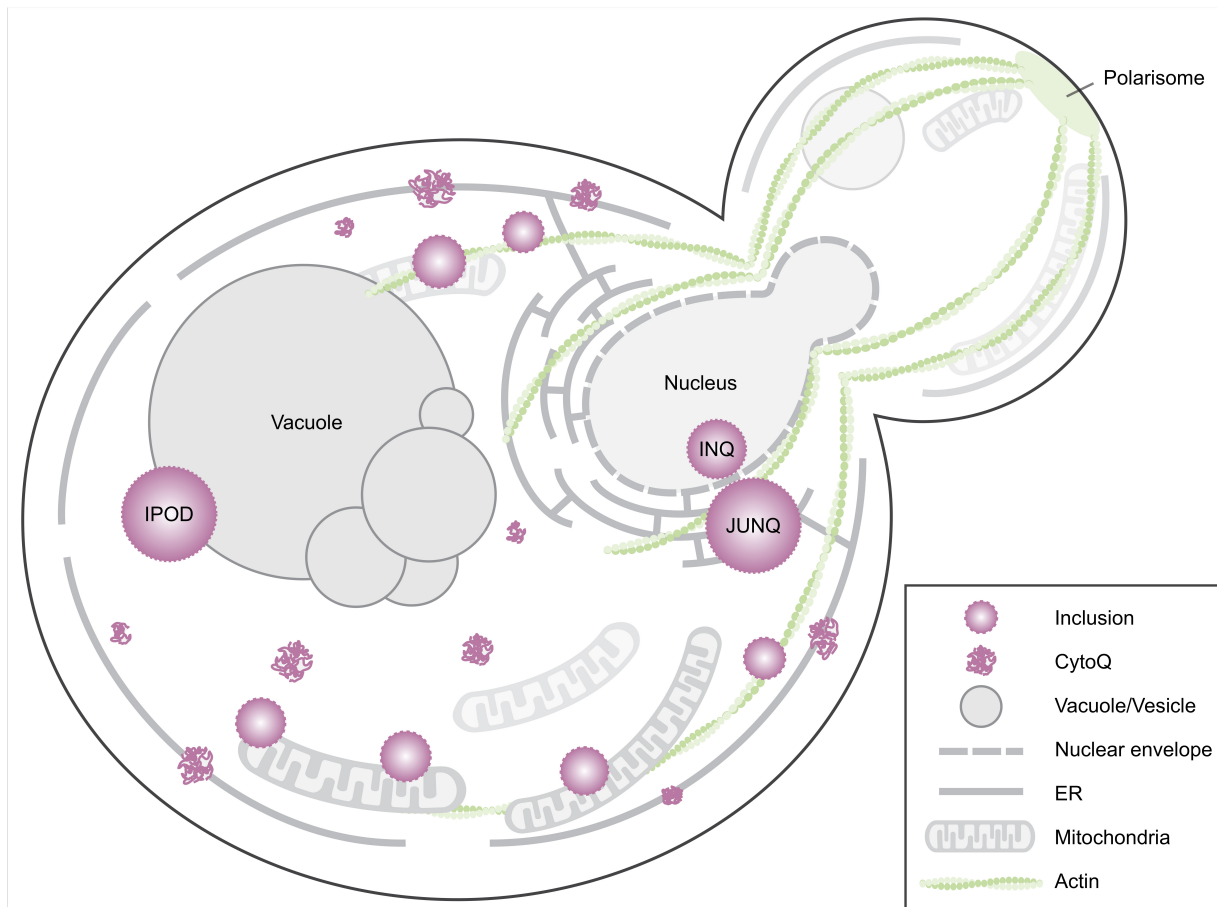 Polarisome
Nucleus
Vacuole
INQ
IPOD
JUNQ
Inclusion
CytoQ
Vacuole/Vesicle
Nuclear envelope
ER
Mitochondria
Actin